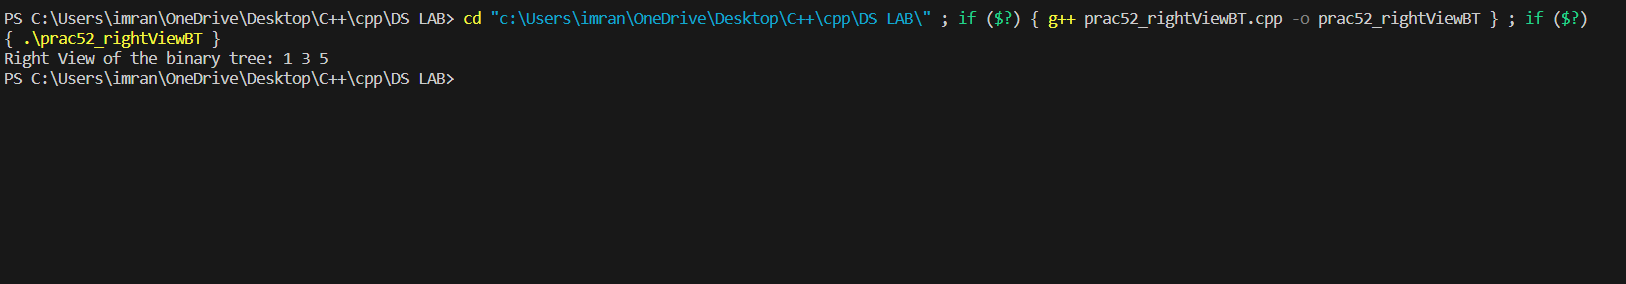 PS C:\Users\imran\OneDrive\Desktop\C++\cpp\DS LAB> cd "c:\Users\imran\OneDrive\Desktop\C++\cpp\DS LAB\" ; if ($?) { g++ prac52_rightViewBT.cpp -o prac52_rightViewBT } ; if ($?)
{ .\prac52_rightViewBT }
Right View of the binary tree: 1 3 5
PS C:\Users\imran\OneDrive\Desktop\C++\cpp\DS LAB>